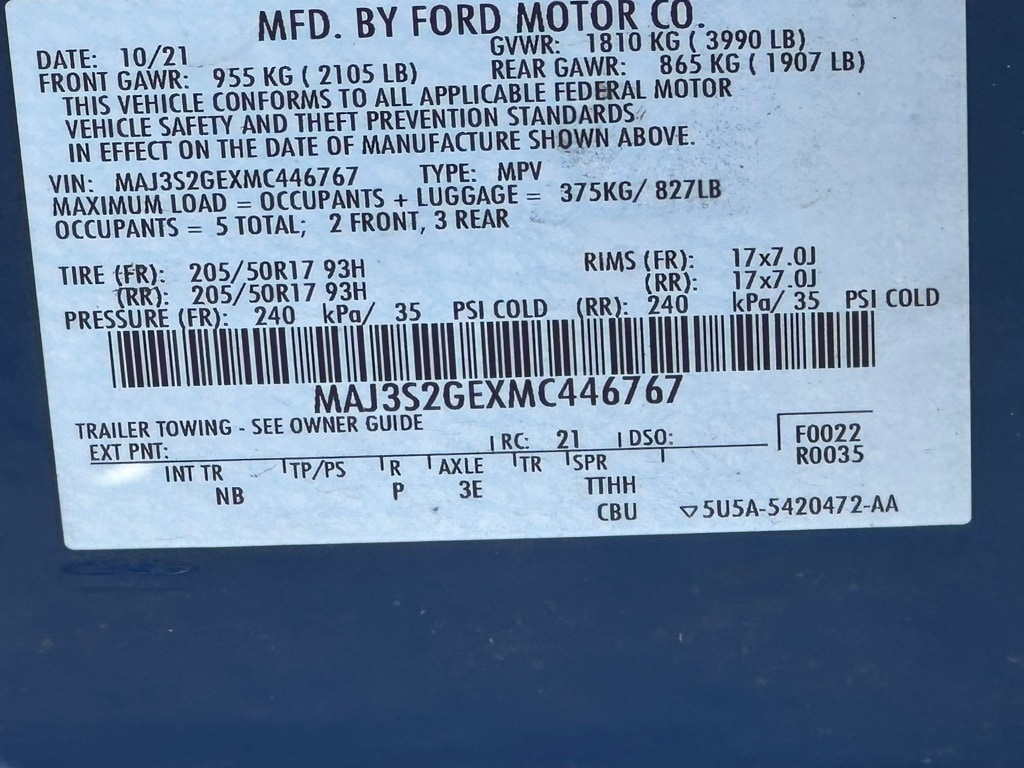 MFD. BY FORD MOTOR CO.
DATE: 10/21 GVWR: 1810 KG ( 3990 LB)
FRONT GAWR: 955 KG ( 2105 LB) REAR GAWR: 865 KG ( 1907 LB)
THIS VEHICLE CONFORMS TO ALL APPLICABLE FEDERAL MOTOR
VEHICLE SAFETY AND THEFT PREVENTION STANDARDS
IN EFFECT ON THE DATE OF MANUFACTURE SHOWN ABOVE.
VIN: MAJ3S2GEXMC446767 TYPE: MPV
MAXIMUM LOAD = OCCUPANTS + LUGGAGE = 375KG/ 827LB
OCCUPANTS = 5 TOTAL; 2 FRONT, 3 REAR
TIRE (FR): 205/50R17 93H RIMS (FR): 17x7.0J
(RR): 205/50R17 93H (RR): 17x7.0J
PRESSURE (FR): 240 kPa/ 35 PSI COLD (RR): 240 kPa/ 35 PSI COLD
MAJ3S2GEXMC446767
TRAILER TOWING - SEE OWNER GUIDE
EXT PNT: RC: 21 DSO: F0022
R0035
INT TR TP/PS R AXLE TR SPR
NB P 3E TTHH
CBU ▽5U5A-5420472-AA